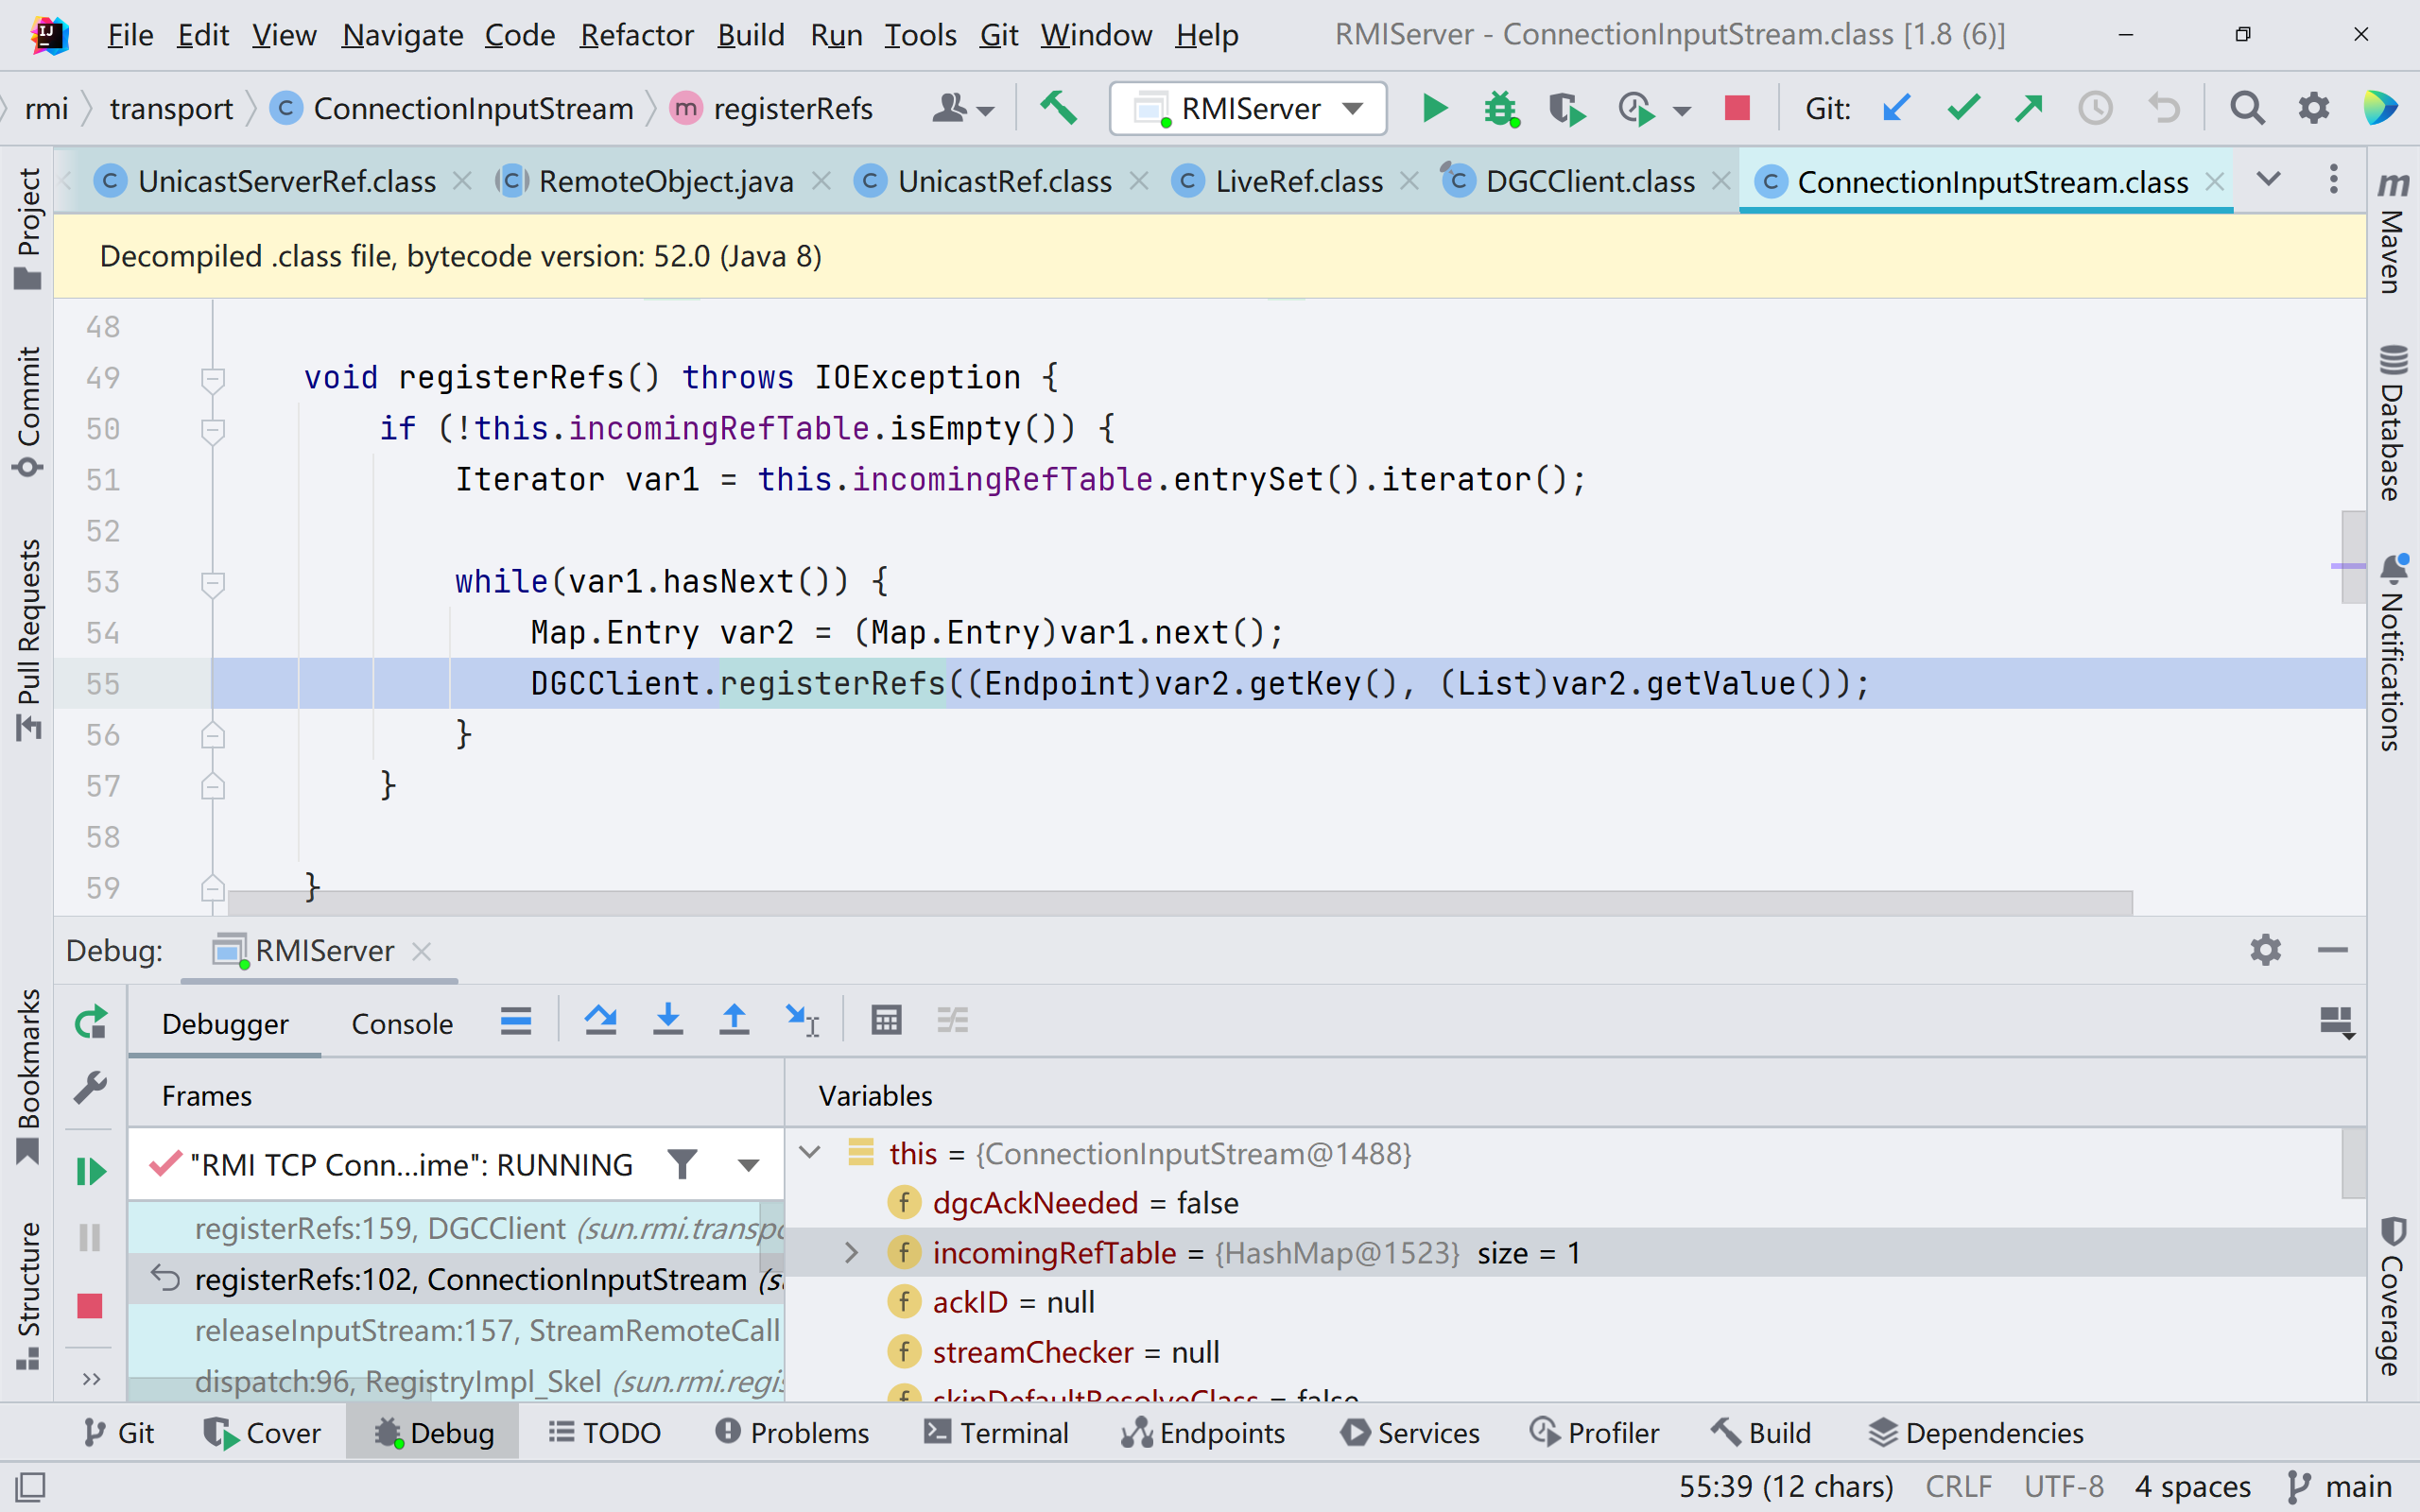 File Edit View Navigate Code Refactor Build Run Tools Git Window Help RMIServer - ConnectionInputStream.class [1.8 (6)]
rmi transport ConnectionInputStream registerRefs RMIServer Git:
UnicastServerRef.class RemoteObject.java UnicastRef.class LiveRef.class DGCClient.class ConnectionInputStream.class
Decompiled .class file, bytecode version: 52.0 (Java 8)
48
49 void registerRefs() throws IOException {
50 if (!this.incomingRefTable.isEmpty()) {
51 Iterator var1 = this.incomingRefTable.entrySet().iterator();
52
53 while(var1.hasNext()) {
54 Map.Entry var2 = (Map.Entry)var1.next();
55 DGCClient.registerRefs((Endpoint)var2.getKey(), (List)var2.getValue());
56 }
57 }
58
59 }
Project
Commit
Pull Requests
Bookmarks
Structure
Maven
Database
Notifications
Coverage
Debug: RMIServer
Debugger Console
Frames
"RMI TCP Conn...ime": RUNNING
registerRefs:159, DGCClient (sun.rmi.transpo
registerRefs:102, ConnectionInputStream (su
releaseInputStream:157, StreamRemoteCall
dispatch:96, RegistryImpl_Skel (sun.rmi.regis
Variables
this = {ConnectionInputStream@1488}
dgcAckNeeded = false
incomingRefTable = {HashMap@1523} size = 1
ackID = null
streamChecker = null
skipDefaultResolveClass = false
Git Cover Debug TODO Problems Terminal Endpoints Services Profiler Build Dependencies
55:39 (12 chars) CRLF UTF-8 4 spaces main